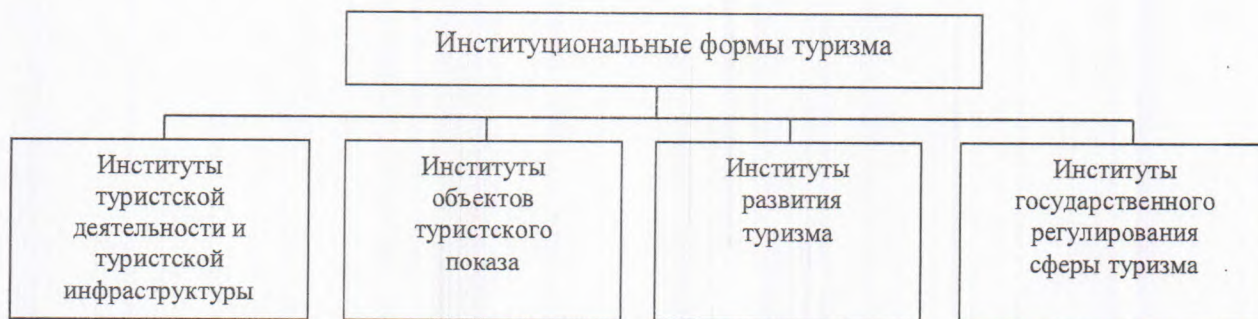 Институциональные формы туризма
Институты
туристской
деятельности и
туристской
инфраструктуры
Институты
объектов
туристского
показа
Институты
развития
туризма
Институты
государственного
регулирования
сферы туризма